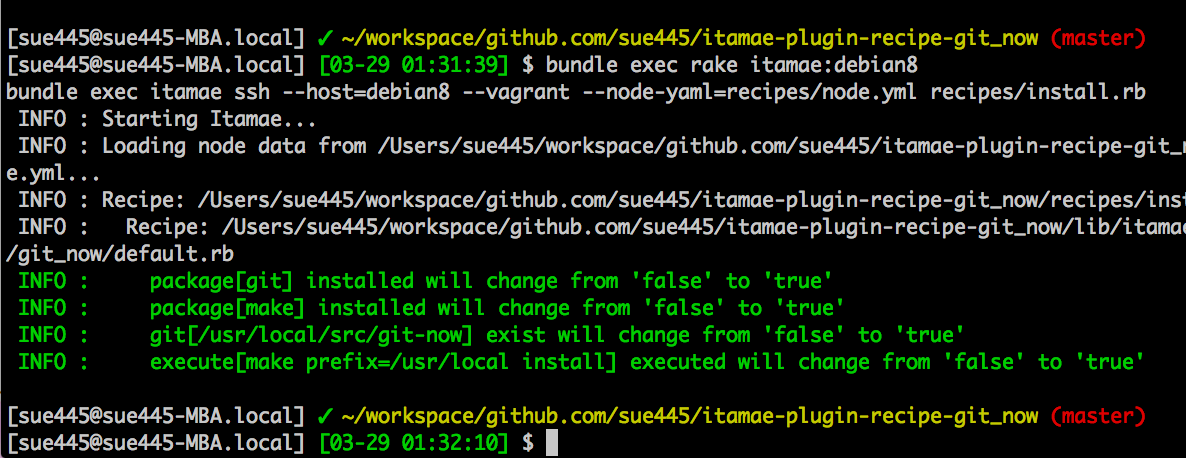 [sue445@sue445-MBA.local] ✓ ~/workspace/github.com/sue445/itamae-plugin-recipe-git_now (master)
[sue445@sue445-MBA.local] [03-29 01:31:39] $ bundle exec rake itamae:debian8
bundle exec itamae ssh --host=debian8 --vagrant --node-yaml=recipes/node.yml recipes/install.rb
INFO : Starting Itamae...
INFO : Loading node data from /Users/sue445/workspace/github.com/sue445/itamae-plugin-recipe-git_n
e.yml...
INFO : Recipe: /Users/sue445/workspace/github.com/sue445/itamae-plugin-recipe-git_now/recipes/inst
INFO :   Recipe: /Users/sue445/workspace/github.com/sue445/itamae-plugin-recipe-git_now/lib/itamae
/git_now/default.rb
INFO :     package[git] installed will change from 'false' to 'true'
INFO :     package[make] installed will change from 'false' to 'true'
INFO :     git[/usr/local/src/git-now] exist will change from 'false' to 'true'
INFO :     execute[make prefix=/usr/local install] executed will change from 'false' to 'true'
[sue445@sue445-MBA.local] ✓ ~/workspace/github.com/sue445/itamae-plugin-recipe-git_now (master)
[sue445@sue445-MBA.local] [03-29 01:32:10] $